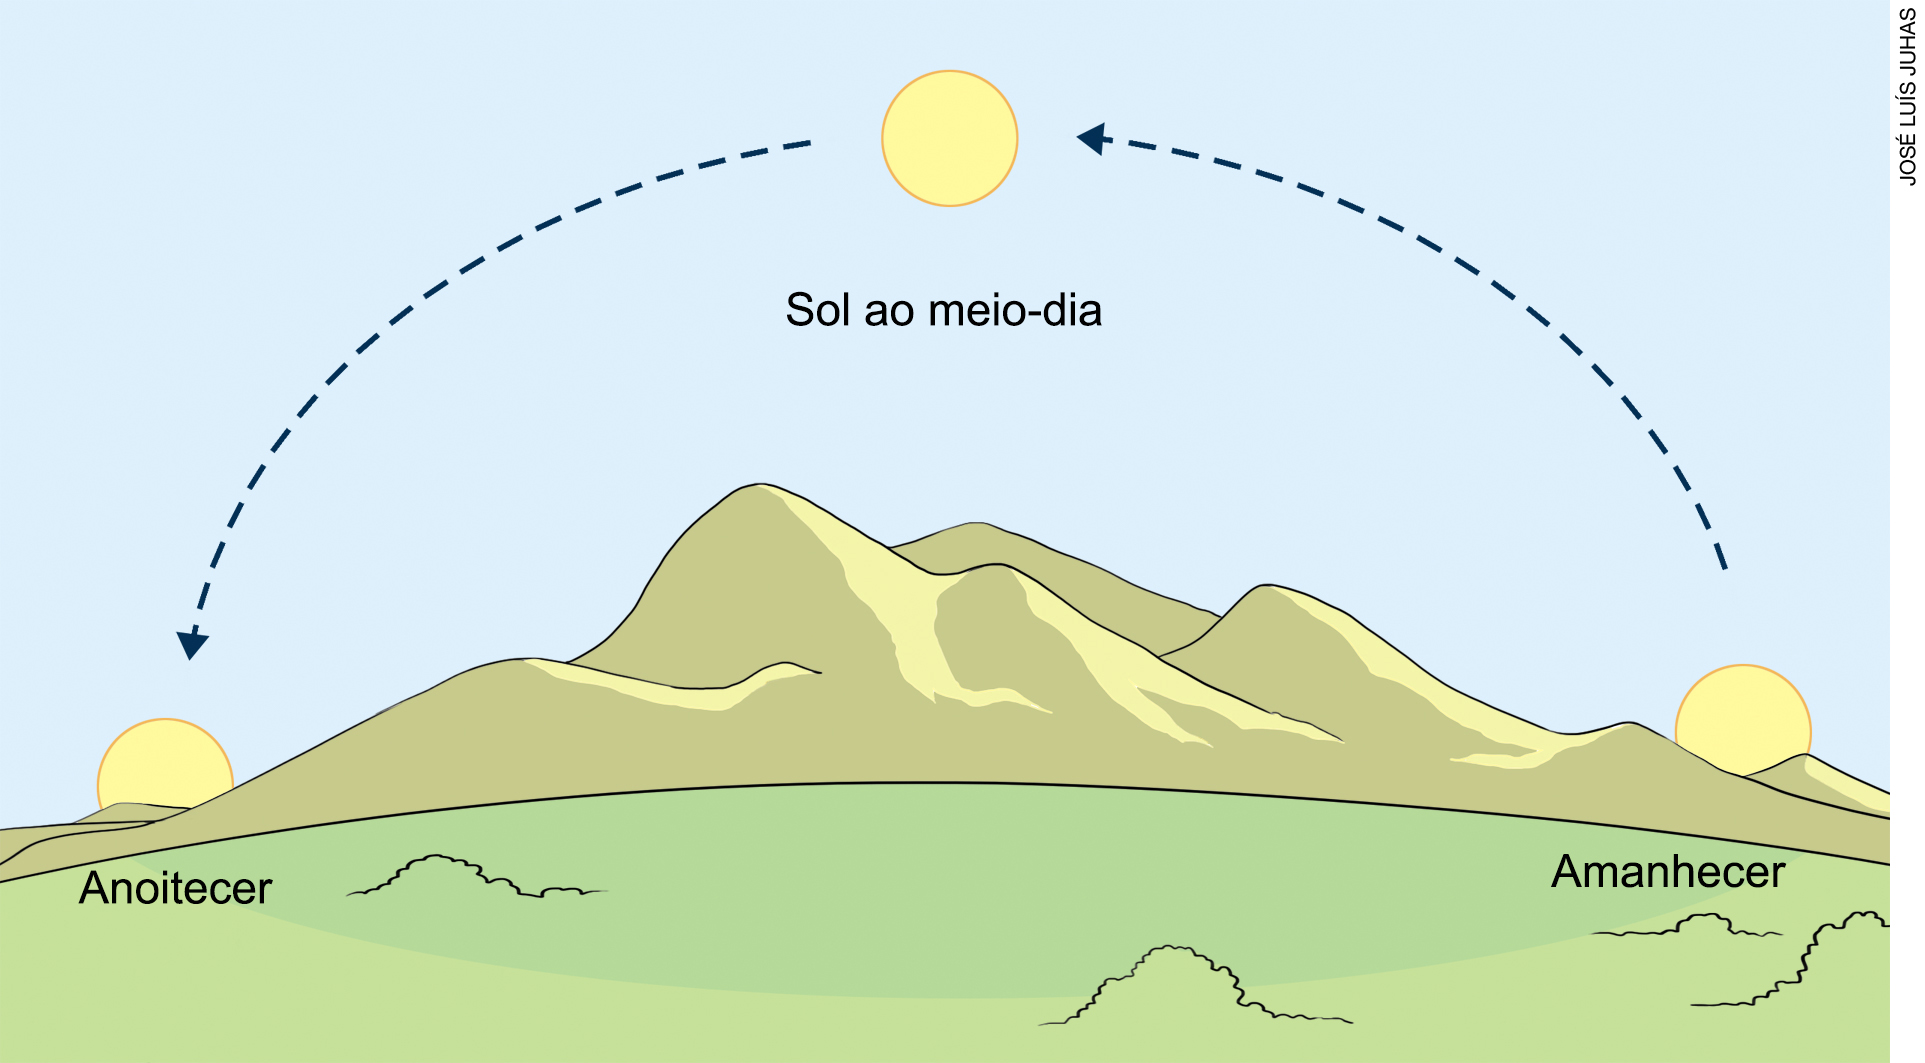 JOSÉ LUÍS JUHAS
Sol ao meio-dia
Anoitecer
Amanhecer